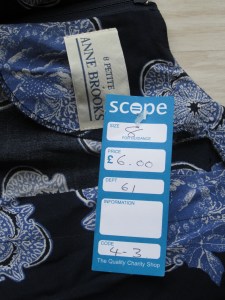 8 PETITE
ANNE BROOKS
scope
SIZE
8
PRICE
£6.00
DEPT
61
INFORMATION
CODE
4-3
The Quality Charity Shop